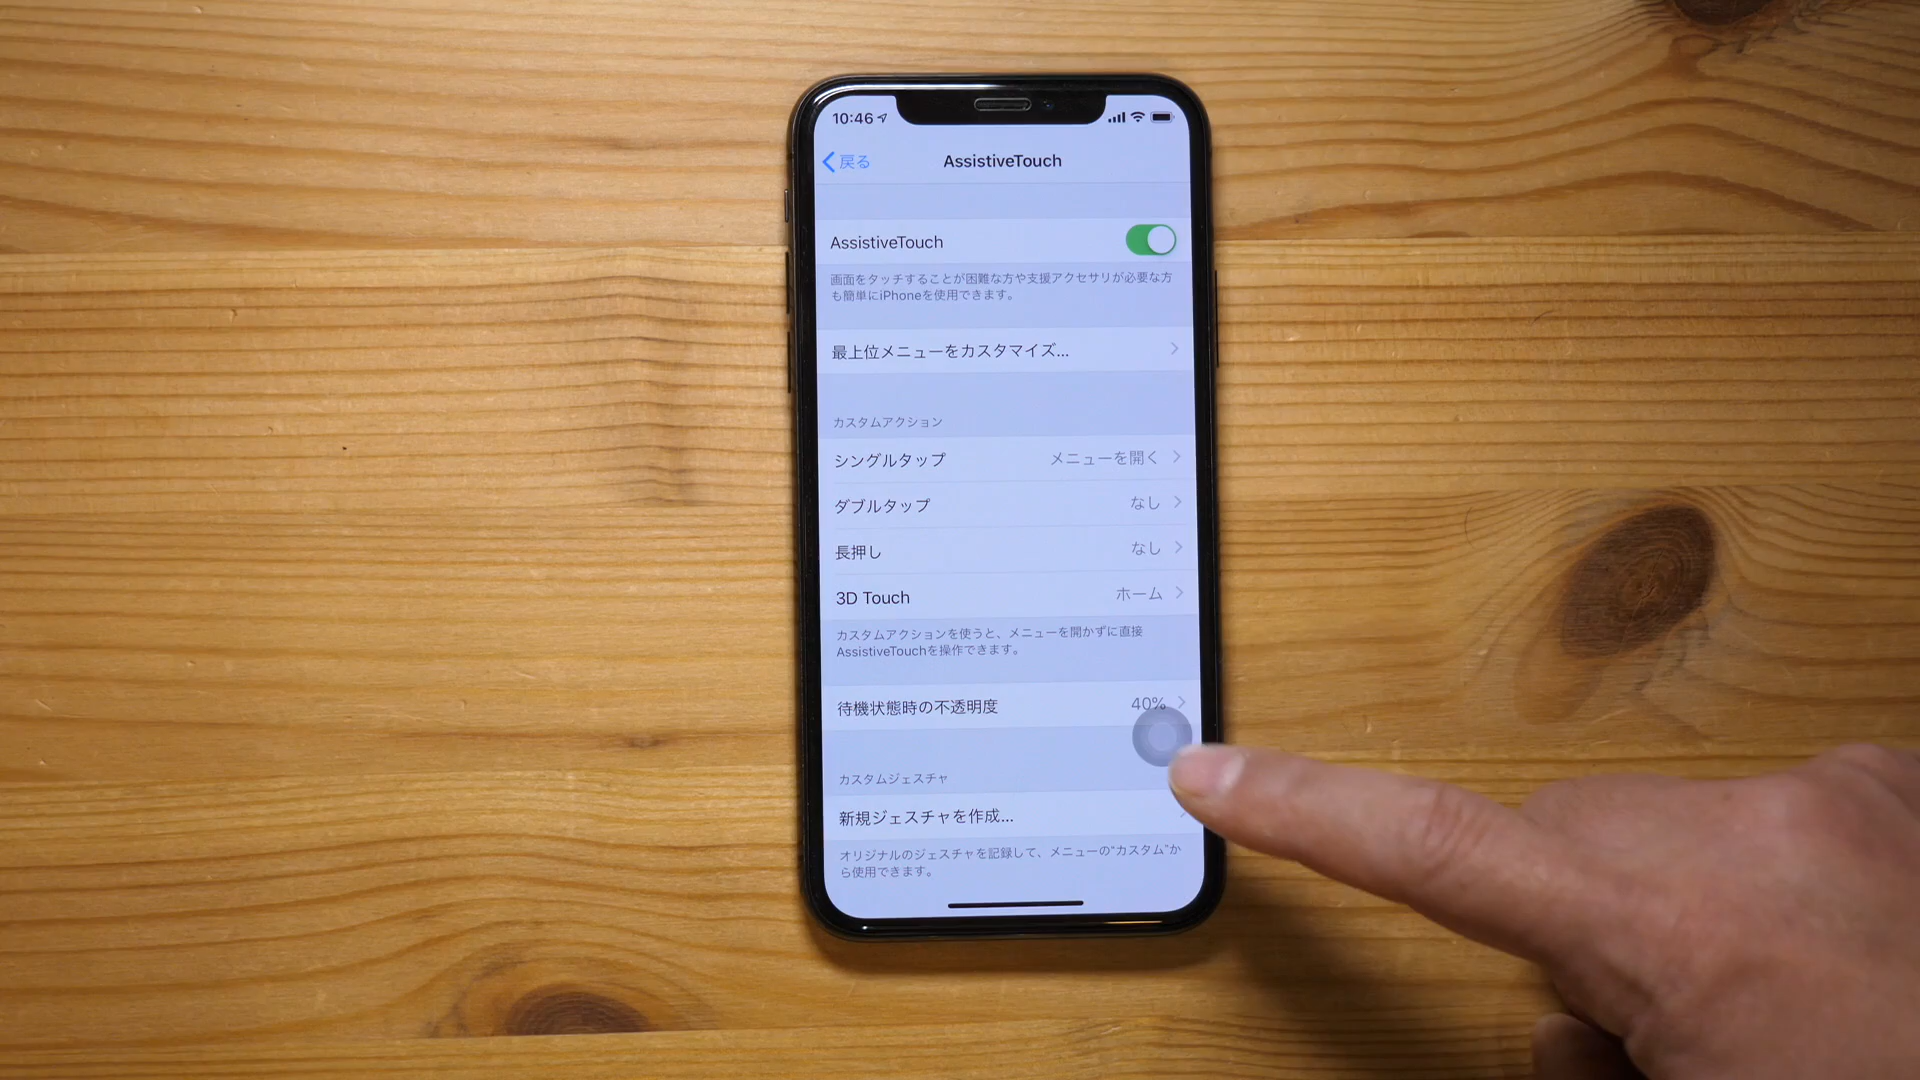 10:46
戻る
AssistiveTouch
AssistiveTouch
画面をタッチすることが困難な方や支援アクセサリが必要な方
も簡単にiPhoneを使用できます。
最上位メニューをカスタマイズ...
カスタムアクション
シングルタップ メニューを開く
ダブルタップ なし
長押し なし
3D Touch ホーム
カスタムアクションを使うと、メニューを開かずに直接
AssistiveTouchを操作できます。
待機状態時の不透明度 40%
カスタムジェスチャ
新規ジェスチャを作成...
オリジナルのジェスチャを記録して、メニューの“カスタム”か
ら使用できます。